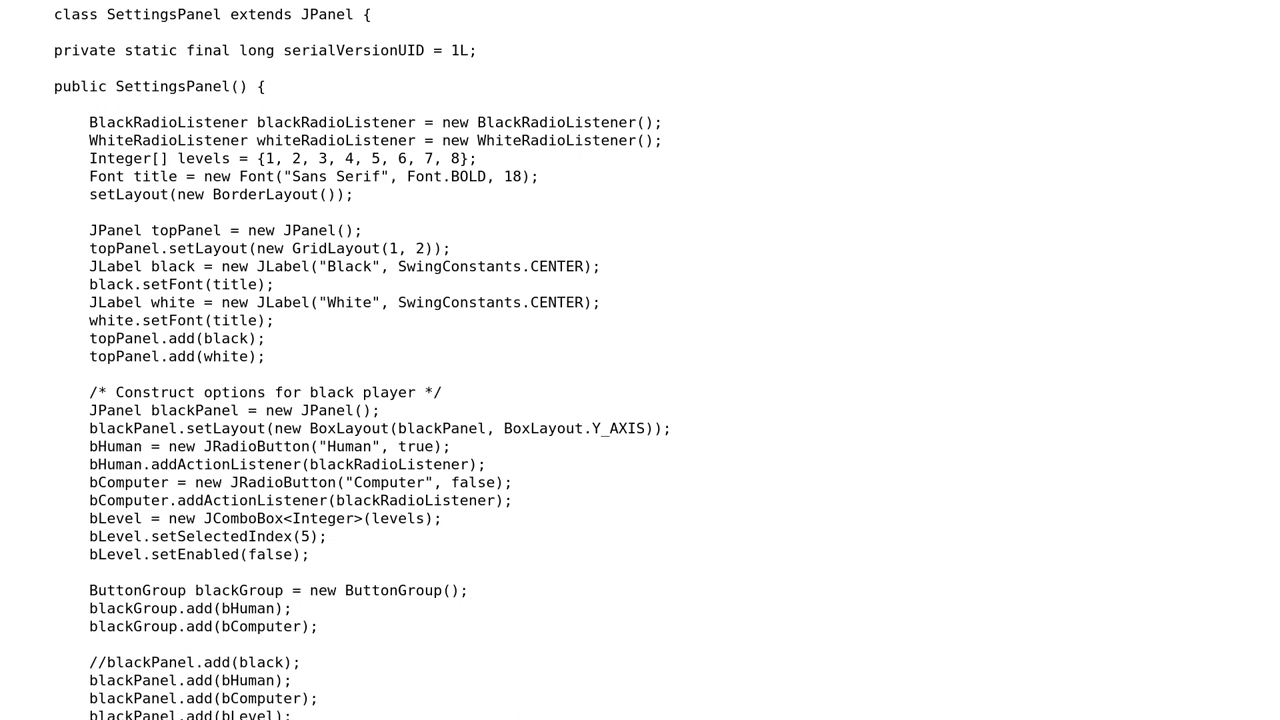 class SettingsPanel extends JPanel {
private static final long serialVersionUID = 1L;
public SettingsPanel() {
BlackRadioListener blackRadioListener = new BlackRadioListener();
WhiteRadioListener whiteRadioListener = new WhiteRadioListener();
Integer[] levels = {1, 2, 3, 4, 5, 6, 7, 8};
Font title = new Font("Sans Serif", Font.BOLD, 18);
setLayout(new BorderLayout());
JPanel topPanel = new JPanel();
topPanel.setLayout(new GridLayout(1, 2));
JLabel black = new JLabel("Black", SwingConstants.CENTER);
black.setFont(title);
JLabel white = new JLabel("White", SwingConstants.CENTER);
white.setFont(title);
topPanel.add(black);
topPanel.add(white);
/* Construct options for black player */
JPanel blackPanel = new JPanel();
blackPanel.setLayout(new BoxLayout(blackPanel, BoxLayout.Y_AXIS));
bHuman = new JRadioButton("Human", true);
bHuman.addActionListener(blackRadioListener);
bComputer = new JRadioButton("Computer", false);
bComputer.addActionListener(blackRadioListener);
bLevel = new JComboBox<Integer>(levels);
bLevel.setSelectedIndex(5);
bLevel.setEnabled(false);
ButtonGroup blackGroup = new ButtonGroup();
blackGroup.add(bHuman);
blackGroup.add(bComputer);
//blackPanel.add(black);
blackPanel.add(bHuman);
blackPanel.add(bComputer);
blackPanel.add(bLevel);